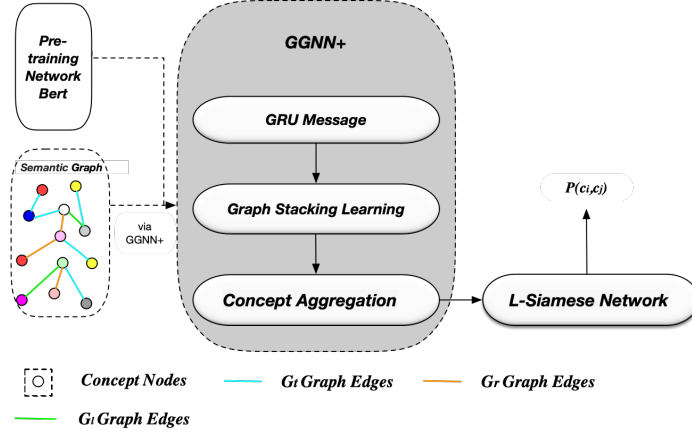 Pre-
training
Network
Bert
GGNN+
GRU Message
Semantic Graph
Graph Stacking Learning
via
GGNN+
P(ci,cj)
Concept Aggregation
L-Siamese Network
Concept Nodes
Gt Graph Edges
Gr Graph Edges
Gl Graph Edges